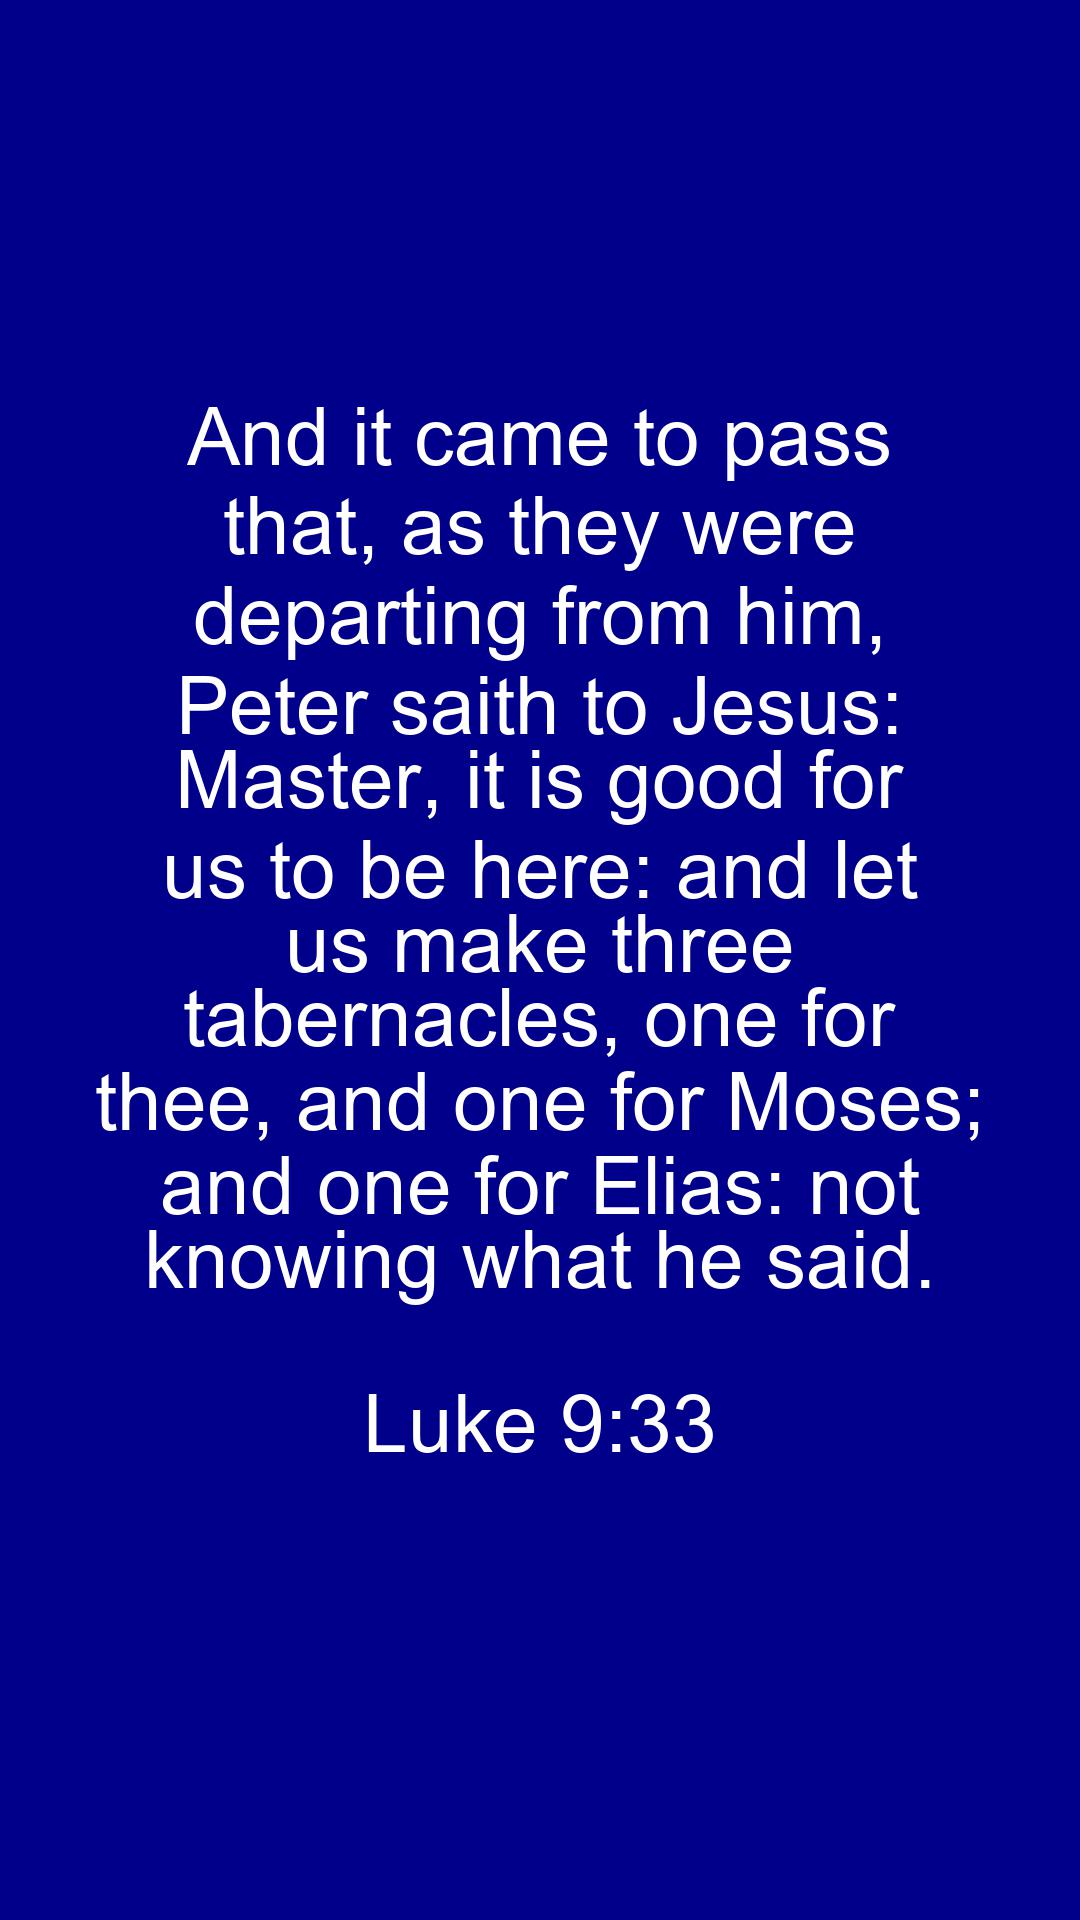 And it came to pass
that, as they were
departing from him,
Peter saith to Jesus:
Master, it is good for
us to be here: and let
us make three
tabernacles, one for
thee, and one for Moses;
and one for Elias: not
knowing what he said.
Luke 9:33